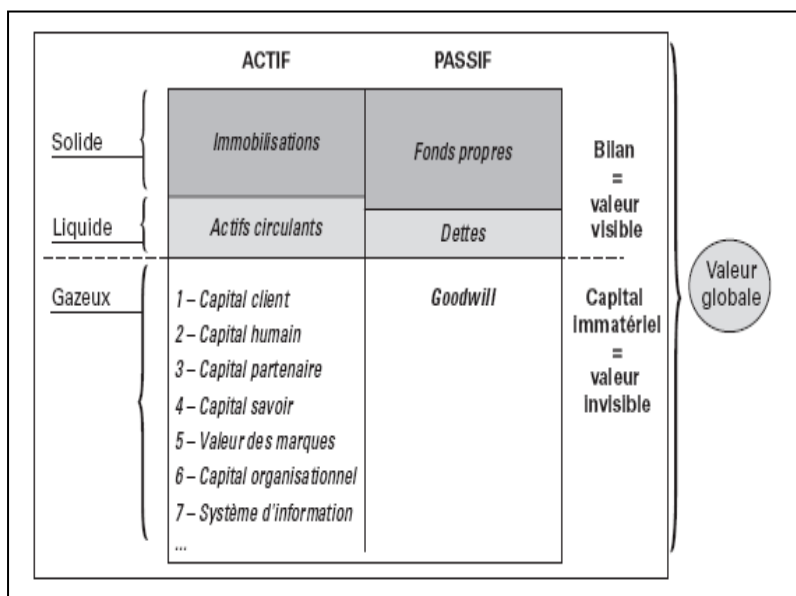 ACTIF PASSIF
Solide
Immobilisations
Fonds propres
Bilan
=
valeur
visible
Liquide
Actifs circulants
Dettes
Gazeux
1 – Capital client
2 – Capital humain
3 – Capital partenaire
4 – Capital savoir
5 – Valeur des marques
6 – Capital organisationnel
7 – Système d'information
...
Goodwill
Capital
immatériel
=
valeur
invisible
Valeur
globale